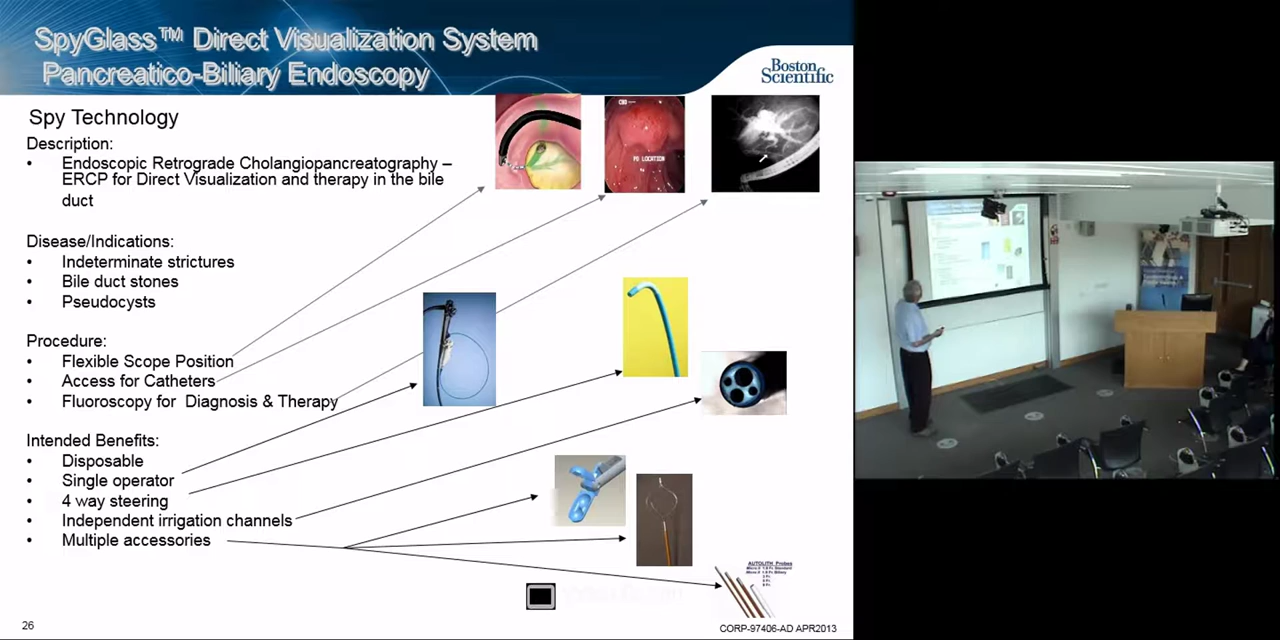 SpyGlass™ Direct Visualization System
Pancreatico-Biliary Endoscopy
Boston
Scientific
Spy Technology
Description:
• Endoscopic Retrograde Cholangiopancreatography –
ERCP for Direct Visualization and therapy in the bile
duct
Disease/Indications:
• Indeterminate strictures
• Bile duct stones
• Pseudocysts
Procedure:
• Flexible Scope Position
• Access for Catheters
• Fluoroscopy for Diagnosis & Therapy
Intended Benefits:
• Disposable
• Single operator
• 4 way steering
• Independent irrigation channels
• Multiple accessories
AUTOLITH Probes
26
CORP-97406-AD APR2013